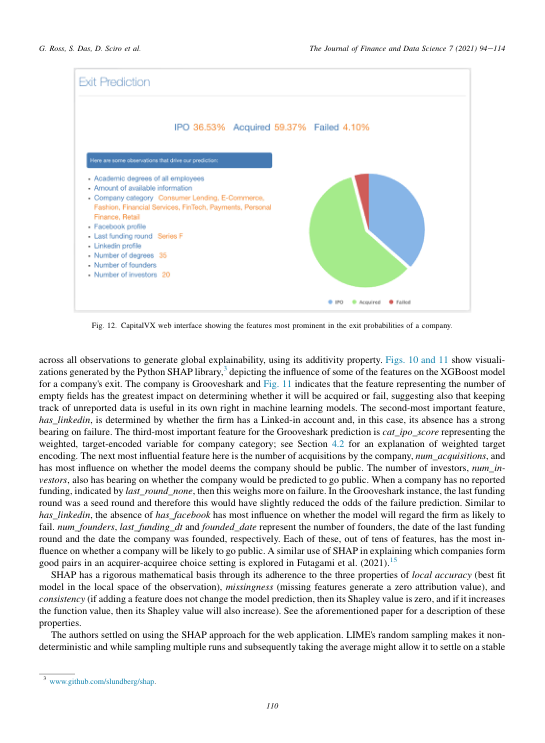 G. Ross, S. Das, D. Sciro et al.
The Journal of Finance and Data Science 7 (2021) 94–114
Exit Prediction
IPO 36.53% Acquired 59.37% Failed 4.10%
Here are some observations that drive our prediction:
• Academic degrees of all employees
• Amount of available information
• Company category Consumer Lending, E-Commerce,
Fashion, Financial Services, FinTech, Payments, Personal
Finance, Retail
• Facebook profile
• Last funding round Series F
• Linkedin profile
• Number of degrees 35
• Number of founders
• Number of investors 20
IPO Acquired Failed
Fig. 12. CapitalVX web interface showing the features most prominent in the exit probabilities of a company.
across all observations to generate global explainability, using its additivity property. Figs. 10 and 11 show visuali-
zations generated by the Python SHAP library,3 depicting the influence of some of the features on the XGBoost model
for a company's exit. The company is Grooveshark and Fig. 11 indicates that the feature representing the number of
empty fields has the greatest impact on determining whether it will be acquired or fail, suggesting also that keeping
track of unreported data is useful in its own right in machine learning models. The second-most important feature,
has_linkedin, is determined by whether the firm has a Linked-in account and, in this case, its absence has a strong
bearing on failure. The third-most important feature for the Grooveshark prediction is cat_ipo_score representing the
weighted, target-encoded variable for company category; see Section 4.2 for an explanation of weighted target
encoding. The next most influential feature here is the number of acquisitions by the company, num_acquisitions, and
has most influence on whether the model deems the company should be public. The number of investors, num_in-
vestors, also has bearing on whether the company would be predicted to go public. When a company has no reported
funding, indicated by last_round_none, then this weighs more on failure. In the Grooveshark instance, the last funding
round was a seed round and therefore this would have slightly reduced the odds of the failure prediction. Similar to
has_linkedin, the absence of has_facebook has most influence on whether the model will regard the firm as likely to
fail. num_founders, last_funding_dt and founded_date represent the number of founders, the date of the last funding
round and the date the company was founded, respectively. Each of these, out of tens of features, has the most in-
fluence on whether a company will be likely to go public. A similar use of SHAP in explaining which companies form
good pairs in an acquirer-acquiree choice setting is explored in Futagami et al. (2021).15
SHAP has a rigorous mathematical basis through its adherence to the three properties of local accuracy (best fit
model in the local space of the observation), missingness (missing features generate a zero attribution value), and
consistency (if adding a feature does not change the model prediction, then its Shapley value is zero, and if it increases
the function value, then its Shapley value will also increase). See the aforementioned paper for a description of these
properties.
The authors settled on using the SHAP approach for the web application. LIME's random sampling makes it non-
deterministic and while sampling multiple runs and subsequently taking the average might allow it to settle on a stable
3 www.github.com/slundberg/shap.
110